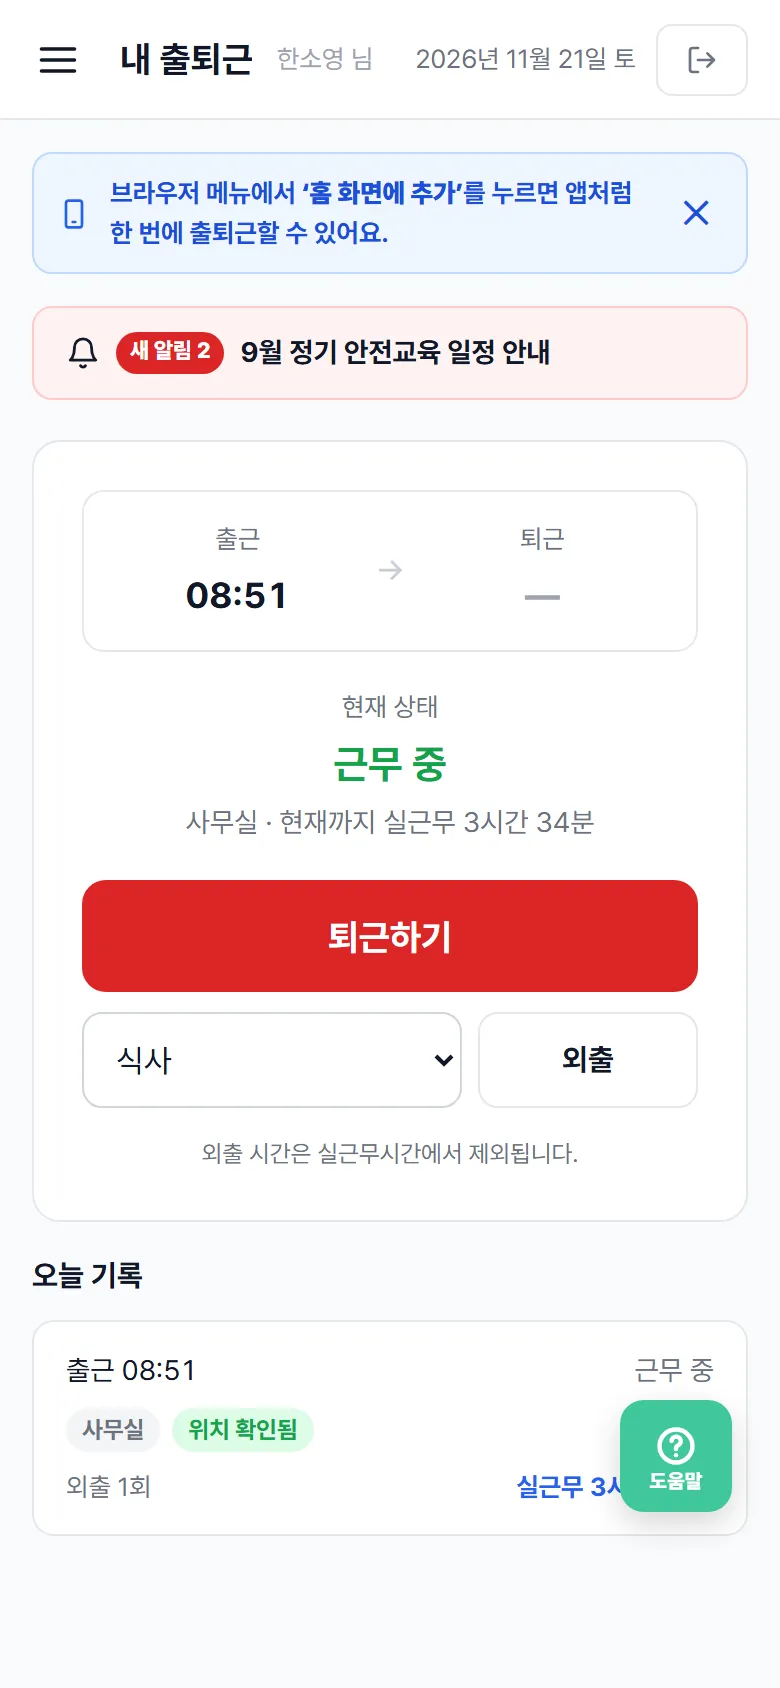 내 출퇴근 한소영 님 2026년 11월 21일 토
브라우저 메뉴에서 ‘홈 화면에 추가’를 누르면 앱처럼
한 번에 출퇴근할 수 있어요.
새 알림 2 9월 정기 안전교육 일정 안내
출근 → 퇴근
08:51 —
현재 상태
근무 중
사무실 · 현재까지 실근무 3시간 34분
퇴근하기
식사 외출
외출 시간은 실근무시간에서 제외됩니다.
오늘 기록
출근 08:51 근무 중
사무실 위치 확인됨
외출 1회 실근무 3
도움말